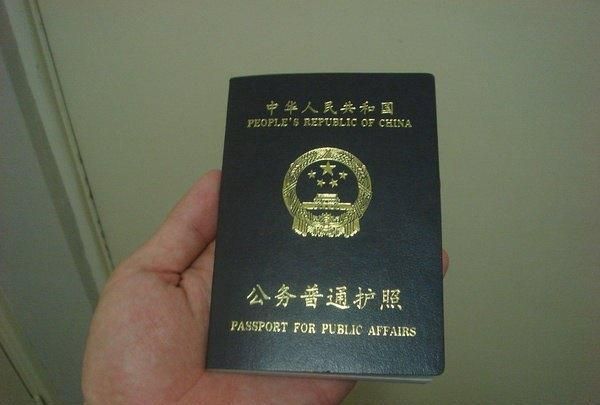 中华人民共和国
PEOPLE'S REPUBLIC OF CHINA
公务普通护照
PASSPORT FOR PUBLIC AFFAIRS